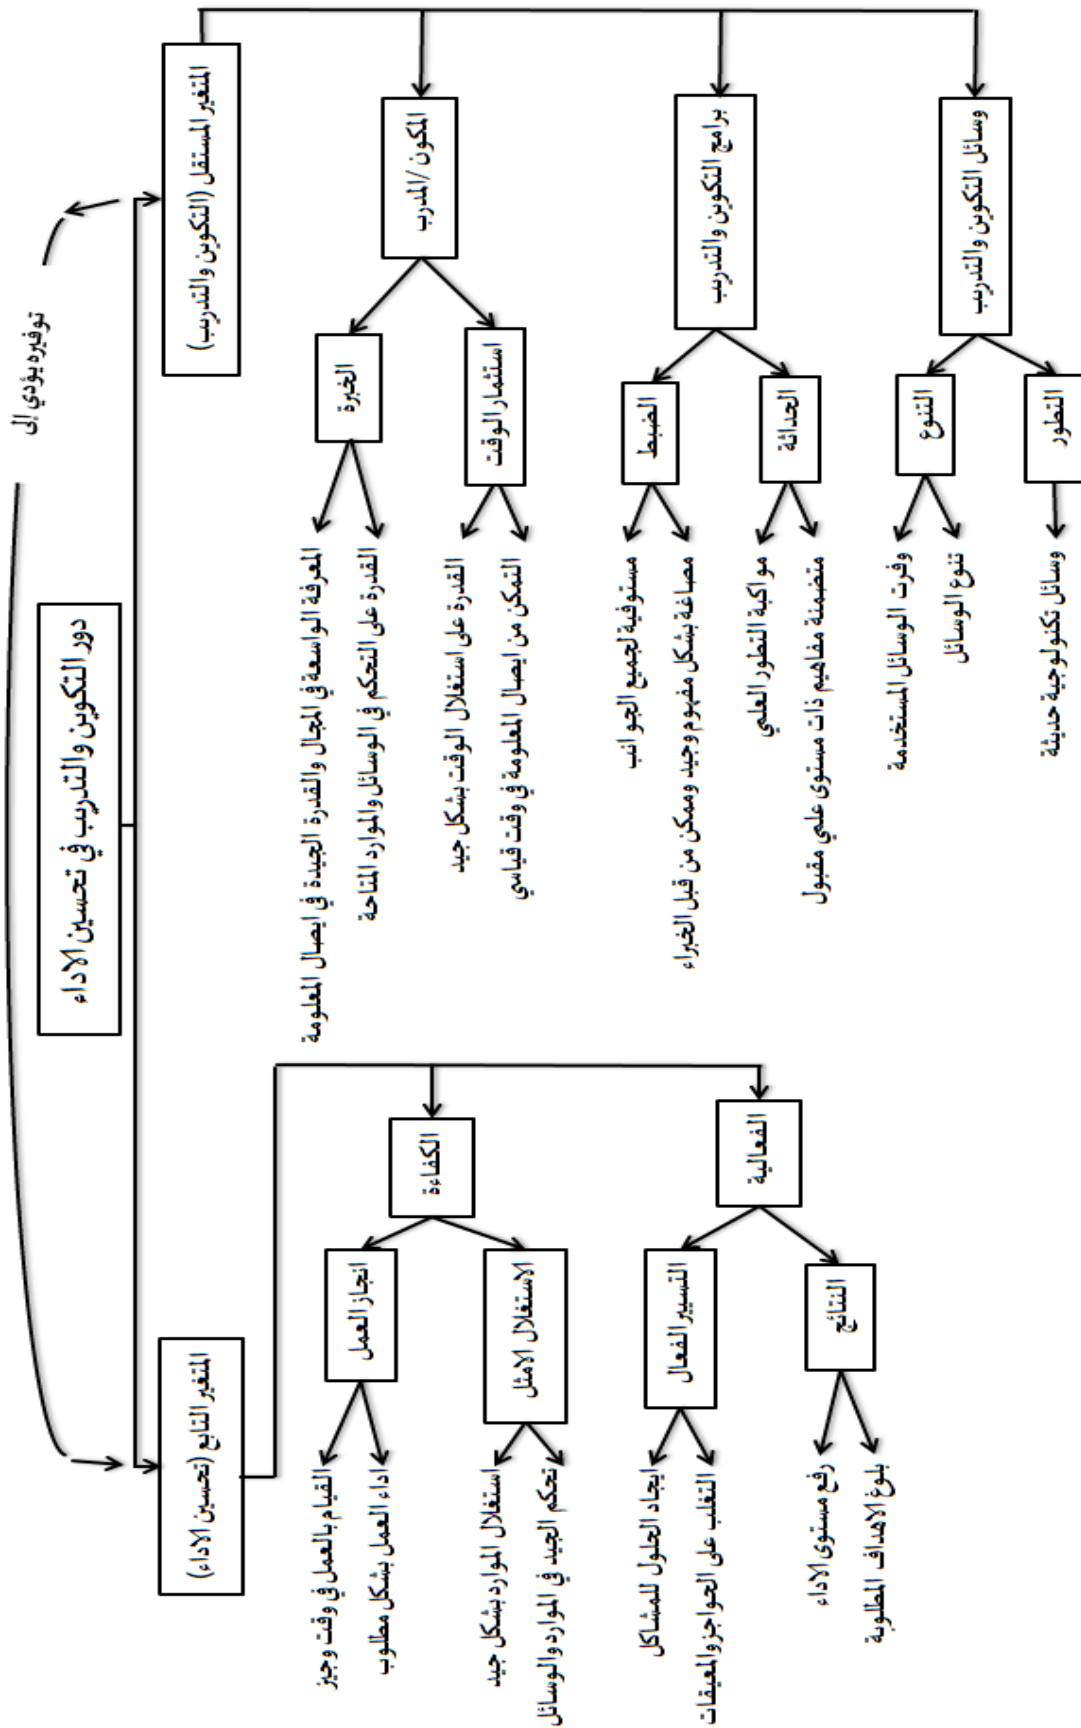 دور التكوين والتدريب في تحسين الاداء
توفيره يؤدي إلى
المتغير المستقل (التكوين والتدريب)
المكون /المدرب
الخبرة
المعرفة الواسعة في المجال والقدرة الجيدة في ايصال المعلومة
القدرة على التحكم في الوسائل والموارد المتاحة
استثمار الوقت
القدرة على استغلال الوقت بشكل جيد
التمكن من ايصال المعلومة في وقت قياسي
برامج التكوين والتدريب
الضبط
مستوفية لجميع الجوانب
مصاغة بشكل مفهوم وجيد وممكن من قبل الخبراء
الحداثة
مواكبة التطور العلمي
متضمنة مفاهيم ذات مستوى علمي مقبول
وسائل التكوين والتدريب
التنوع
وفرت الوسائل المستخدمة
تنوع الوسائل
التطور
وسائل تكنولوجية حديثة
المتغير التابع (تحسين الاداء)
الكفاءة
انجاز العمل
القيام بالعمل في وقت وجيز
اداء العمل بشكل مطلوب
الاستغلال الامثل
استغلال الموارد بشكل جيد
تحكم الجيد في الموارد والوسائل
الفعالية
التسيير الفعال
ايجاد الحلول للمشاكل
التغلب على الحواجز والمعيقات
النتائج
رفع مستوى الاداء
بلوغ الاهداف المطلوبة